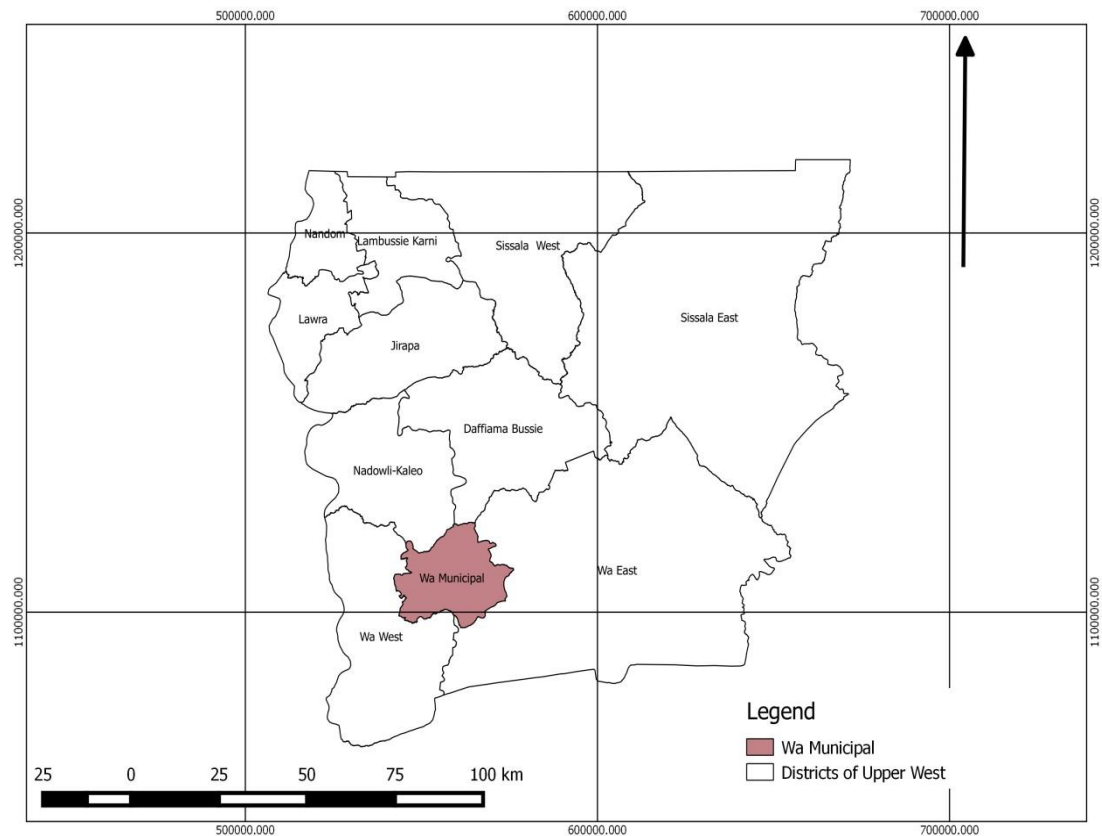 500000.000 600000.000 700000.000
1200000.000 1200000.000
Nandom
Lambussie Karni
Sissala West
Lawra
Sissala East
Jirapa
Daffiama Bussie
Nadowli-Kaleo
Wa Municipal
Wa East
1100000.000 1100000.000
Wa West
Legend
Wa Municipal
Districts of Upper West
25 0 25 50 75 100 km
500000.000 600000.000 700000.000